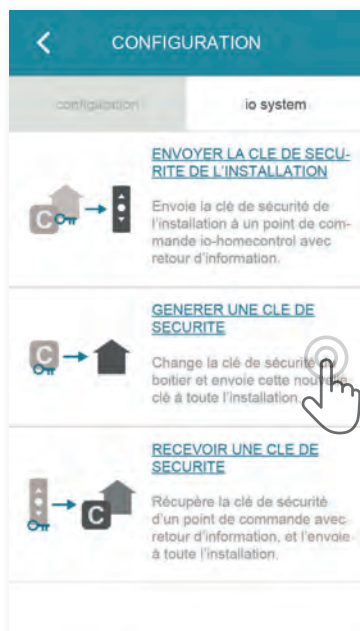 CONFIGURATION
configuration
io system
ENVOYER LA CLE DE SECU-
RITE DE L'INSTALLATION
Envoie la clé de sécurité de
l'installation à un point de com-
mande io-homecontrol avec
retour d'information.
C
GENERER UNE CLE DE
SECURITE
Change la clé de sécurité
boitier et envoie cette nouvelle
clé à toute l'installation.
C
RECEVOIR UNE CLE DE
SECURITE
Récupère la clé de sécurité
d'un point de commande avec
retour d'information, et l'envoie
à toute l'installation.
C